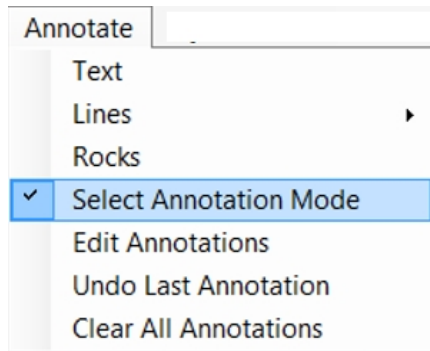 Annotate
Text
Lines
Rocks
Select Annotation Mode
Edit Annotations
Undo Last Annotation
Clear All Annotations